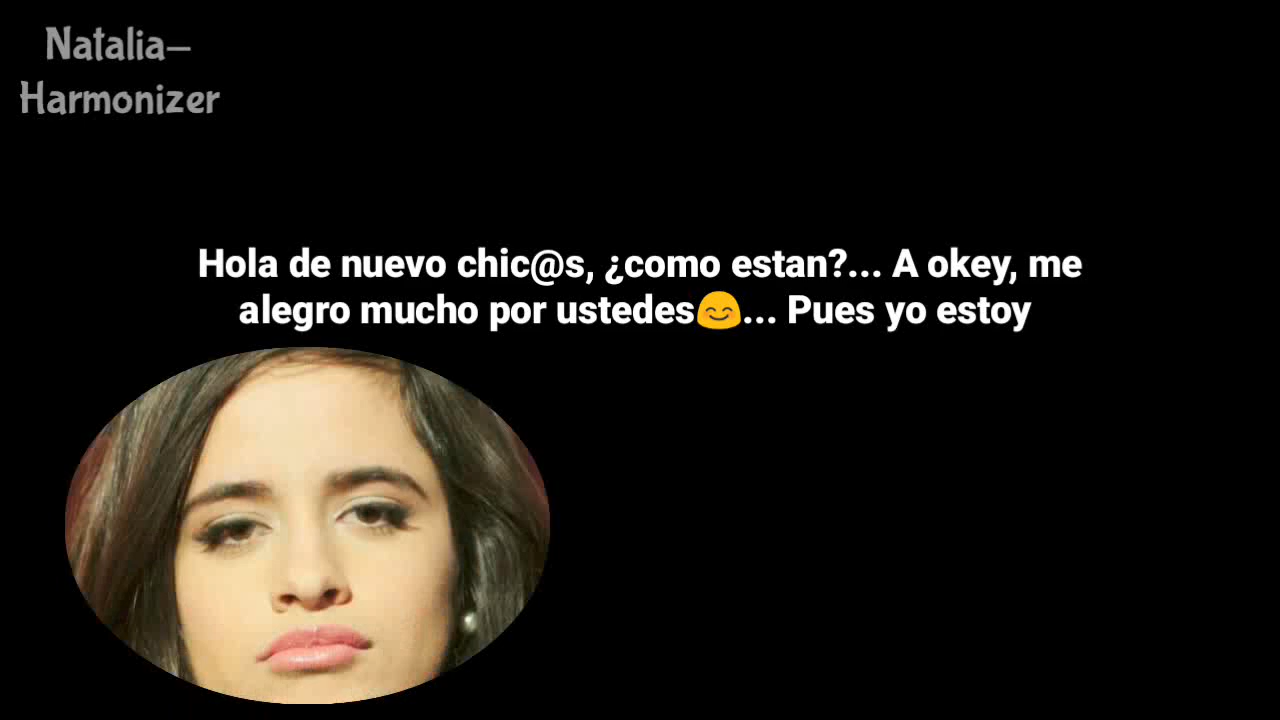 Natalia–
Harmonizer
Hola de nuevo chic@s, ¿como estan?... A okey, me
alegro mucho por ustedes😊... Pues yo estoy